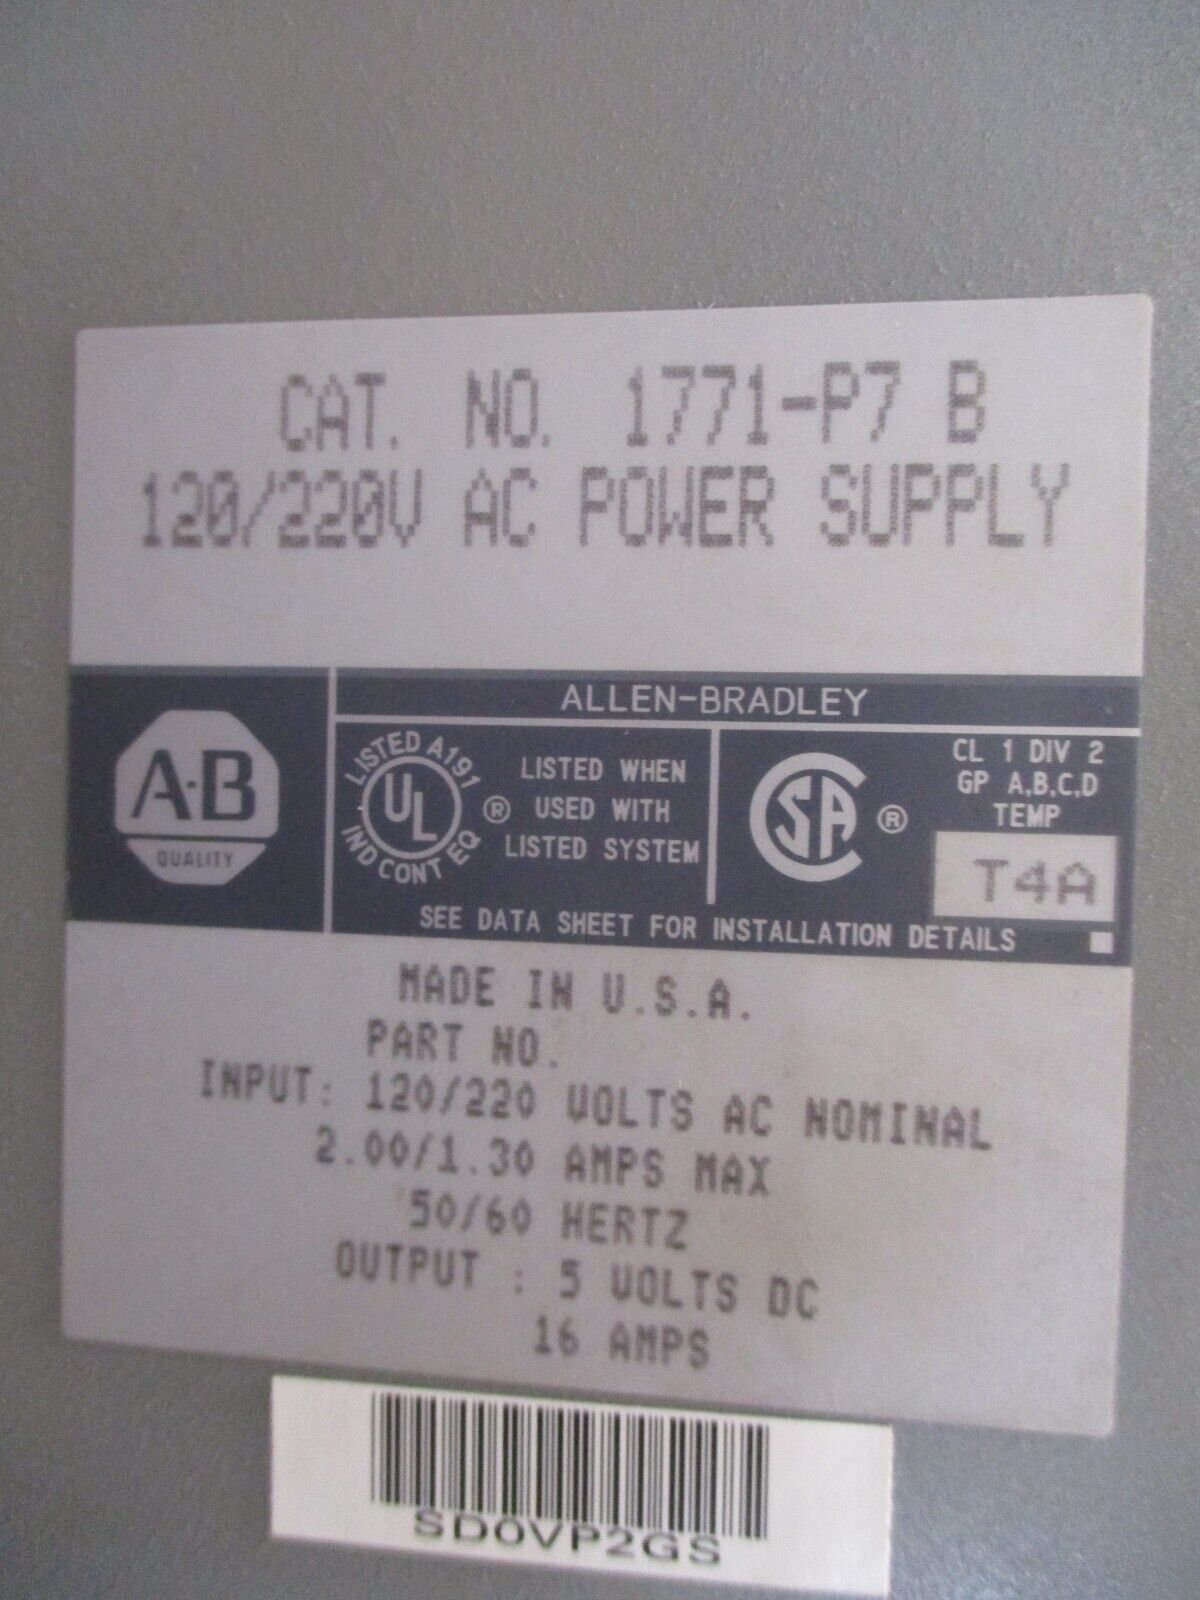 CAT. NO. 1771-P7 B
120/220V AC POWER SUPPLY
ALLEN-BRADLEY
A-B
QUALITY
LISTED A191
UL ®
IND CONT EQ
LISTED WHEN
USED WITH
LISTED SYSTEM
CSA ®
CL 1 DIV 2
GP A,B,C,D
TEMP
T4A
SEE DATA SHEET FOR INSTALLATION DETAILS
MADE IN U.S.A.
PART NO.
INPUT: 120/220 VOLTS AC NOMINAL
2.00/1.30 AMPS MAX
50/60 HERTZ
OUTPUT : 5 VOLTS DC
16 AMPS
SD0VP2GS